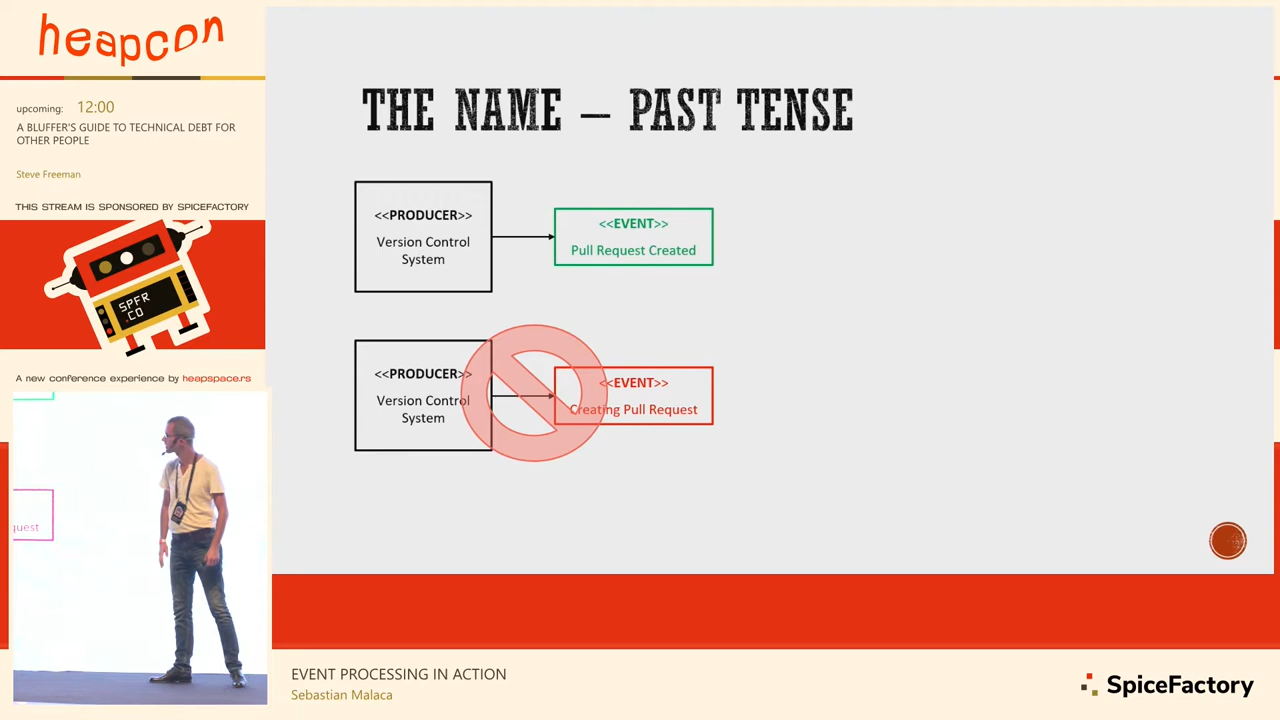 heapcon
upcoming: 12:00
A BLUFFER'S GUIDE TO TECHNICAL DEBT FOR
OTHER PEOPLE
Steve Freeman
THIS STREAM IS SPONSORED BY SPICEFACTORY
SPFR
.CO
A new conference experience by heapspace.rs
quest
THE NAME – PAST TENSE
<<PRODUCER>>
Version Control
System
<<EVENT>>
Pull Request Created
<<PRODUCER>>
Version Control
System
<<EVENT>>
Creating Pull Request
EVENT PROCESSING IN ACTION
Sebastian Malaca
SpiceFactory